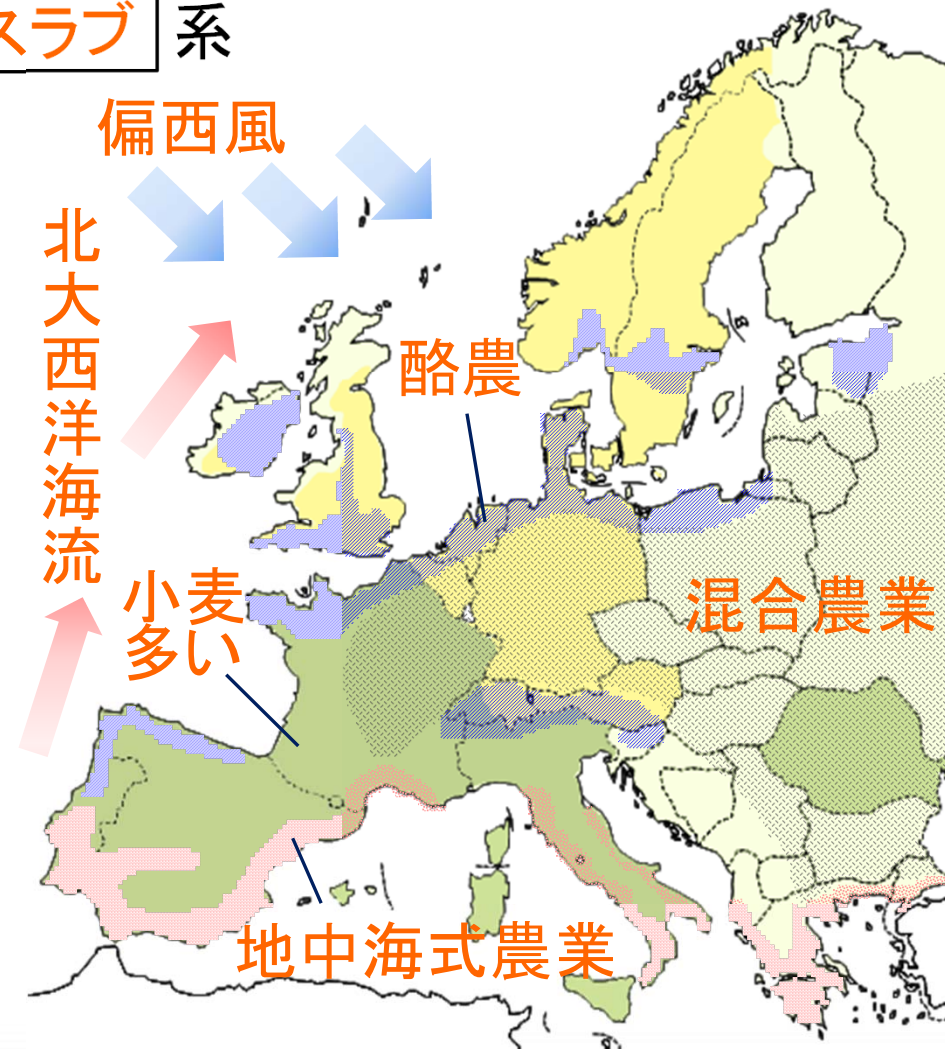 スラブ 系
偏西風
北大西洋海流
酪農
小麦
多い
混合農業
地中海式農業